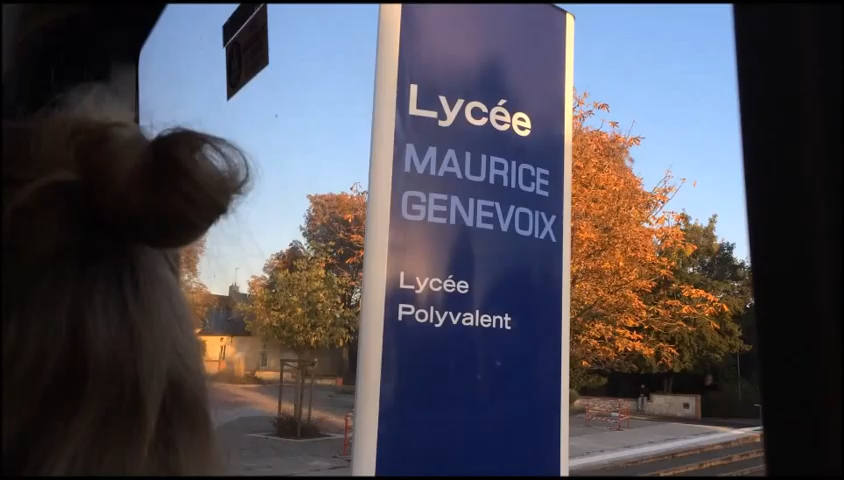 Lycée
MAURICE
GENEVOIX
Lycée
Polyvalent